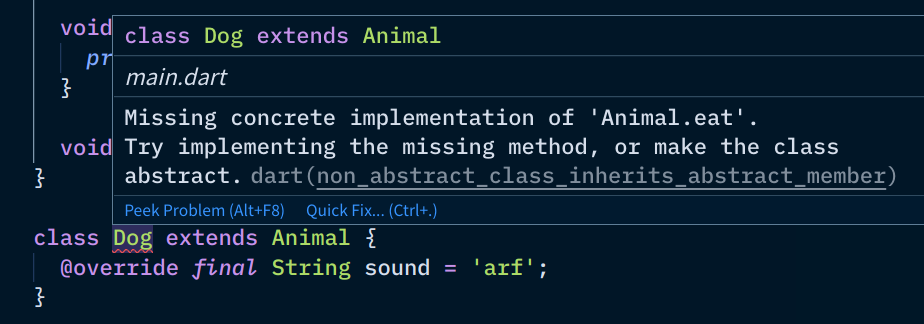 void
class Dog extends Animal
pr
main.dart
}
Missing concrete implementation of 'Animal.eat'.
void
Try implementing the missing method, or make the class
abstract. dart(non_abstract_class_inherits_abstract_member)
}
Peek Problem (Alt+F8) Quick Fix... (Ctrl+.)
class Dog extends Animal {
@override final String sound = 'arf';
}